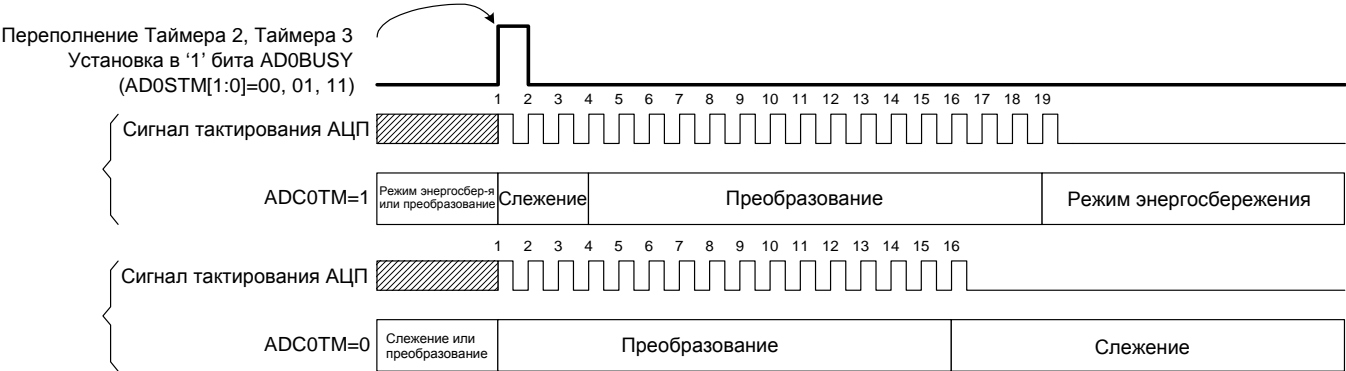 Переполнение Таймера 2, Таймера 3
Установка в ‘1’ бита AD0BUSY
(AD0STM[1:0]=00, 01, 11)
1 2 3 4 5 6 7 8 9 10 11 12 13 14 15 16 17 18 19
Сигнал тактирования АЦП
ADC0TM=1
Режим энергосбер-я
или преобразование
Слежение
Преобразование
Режим энергосбережения
1 2 3 4 5 6 7 8 9 10 11 12 13 14 15 16
Сигнал тактирования АЦП
ADC0TM=0
Слежение или
преобразование
Преобразование
Слежение